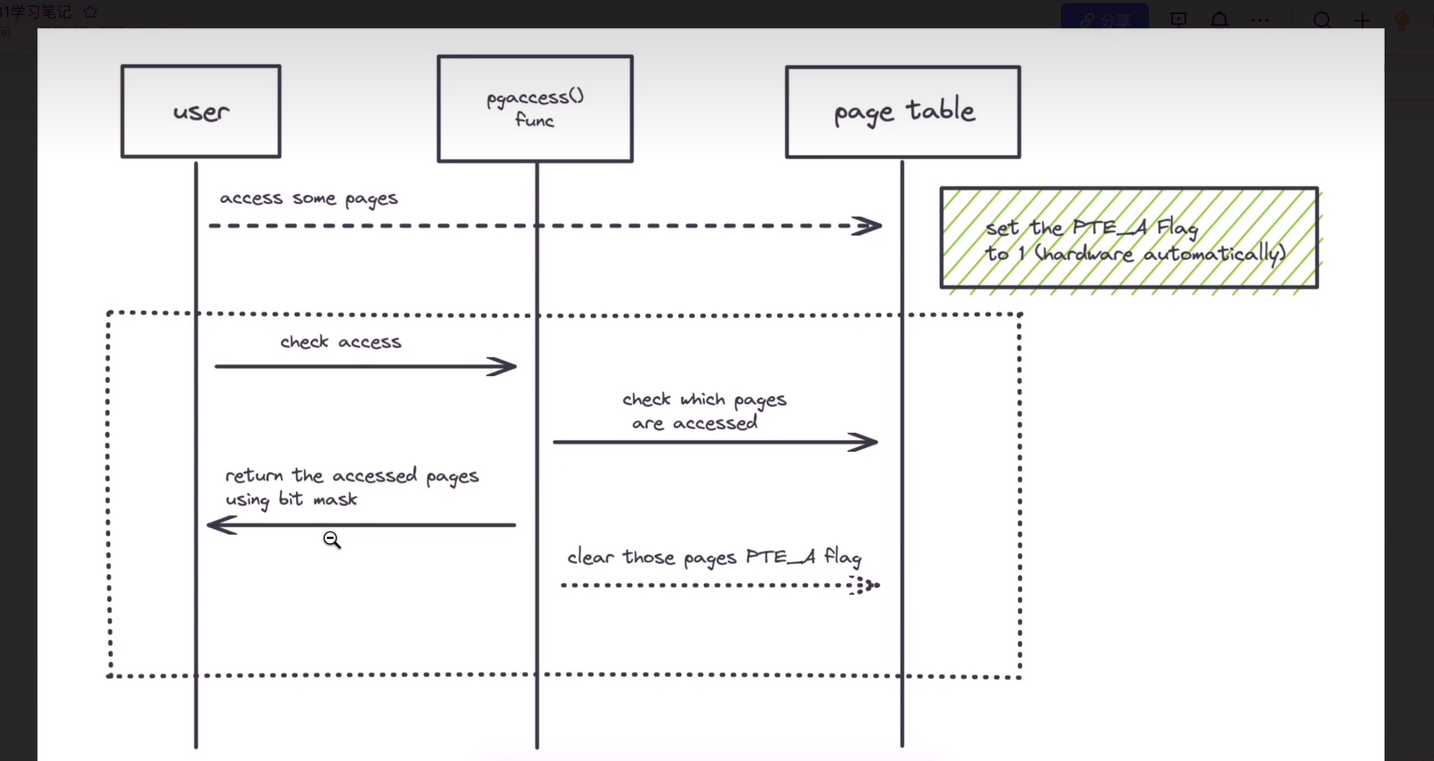 31学习笔记
间
分享
user
pgaccess()
func
page table
access some pages
set the PTE_A Flag
to 1 (hardware automatically)
check access
check which pages
are accessed
return the accessed pages
using bit mask
clear those pages PTE_A flag